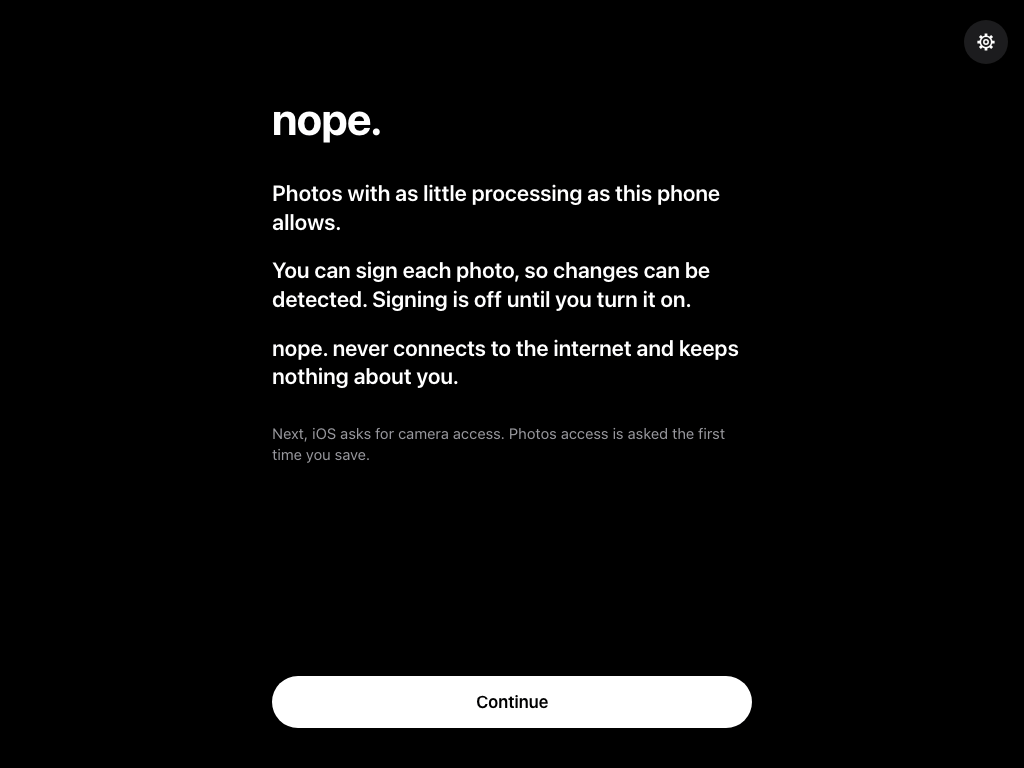 nope.
Photos with as little processing as this phone
allows.
You can sign each photo, so changes can be
detected. Signing is off until you turn it on.
nope. never connects to the internet and keeps
nothing about you.
Next, iOS asks for camera access. Photos access is asked the first
time you save.
Continue